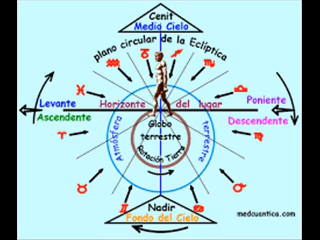 Cenit
Medio Cielo
plano circular de la Eclíptica
Levante
Ascendente
Horizonte del lugar
Poniente
Descendente
Globo
terrestre
Atmósfera terrestre
Rotación Tierra
Nadir
Fondo del Cielo
medcuantica.com